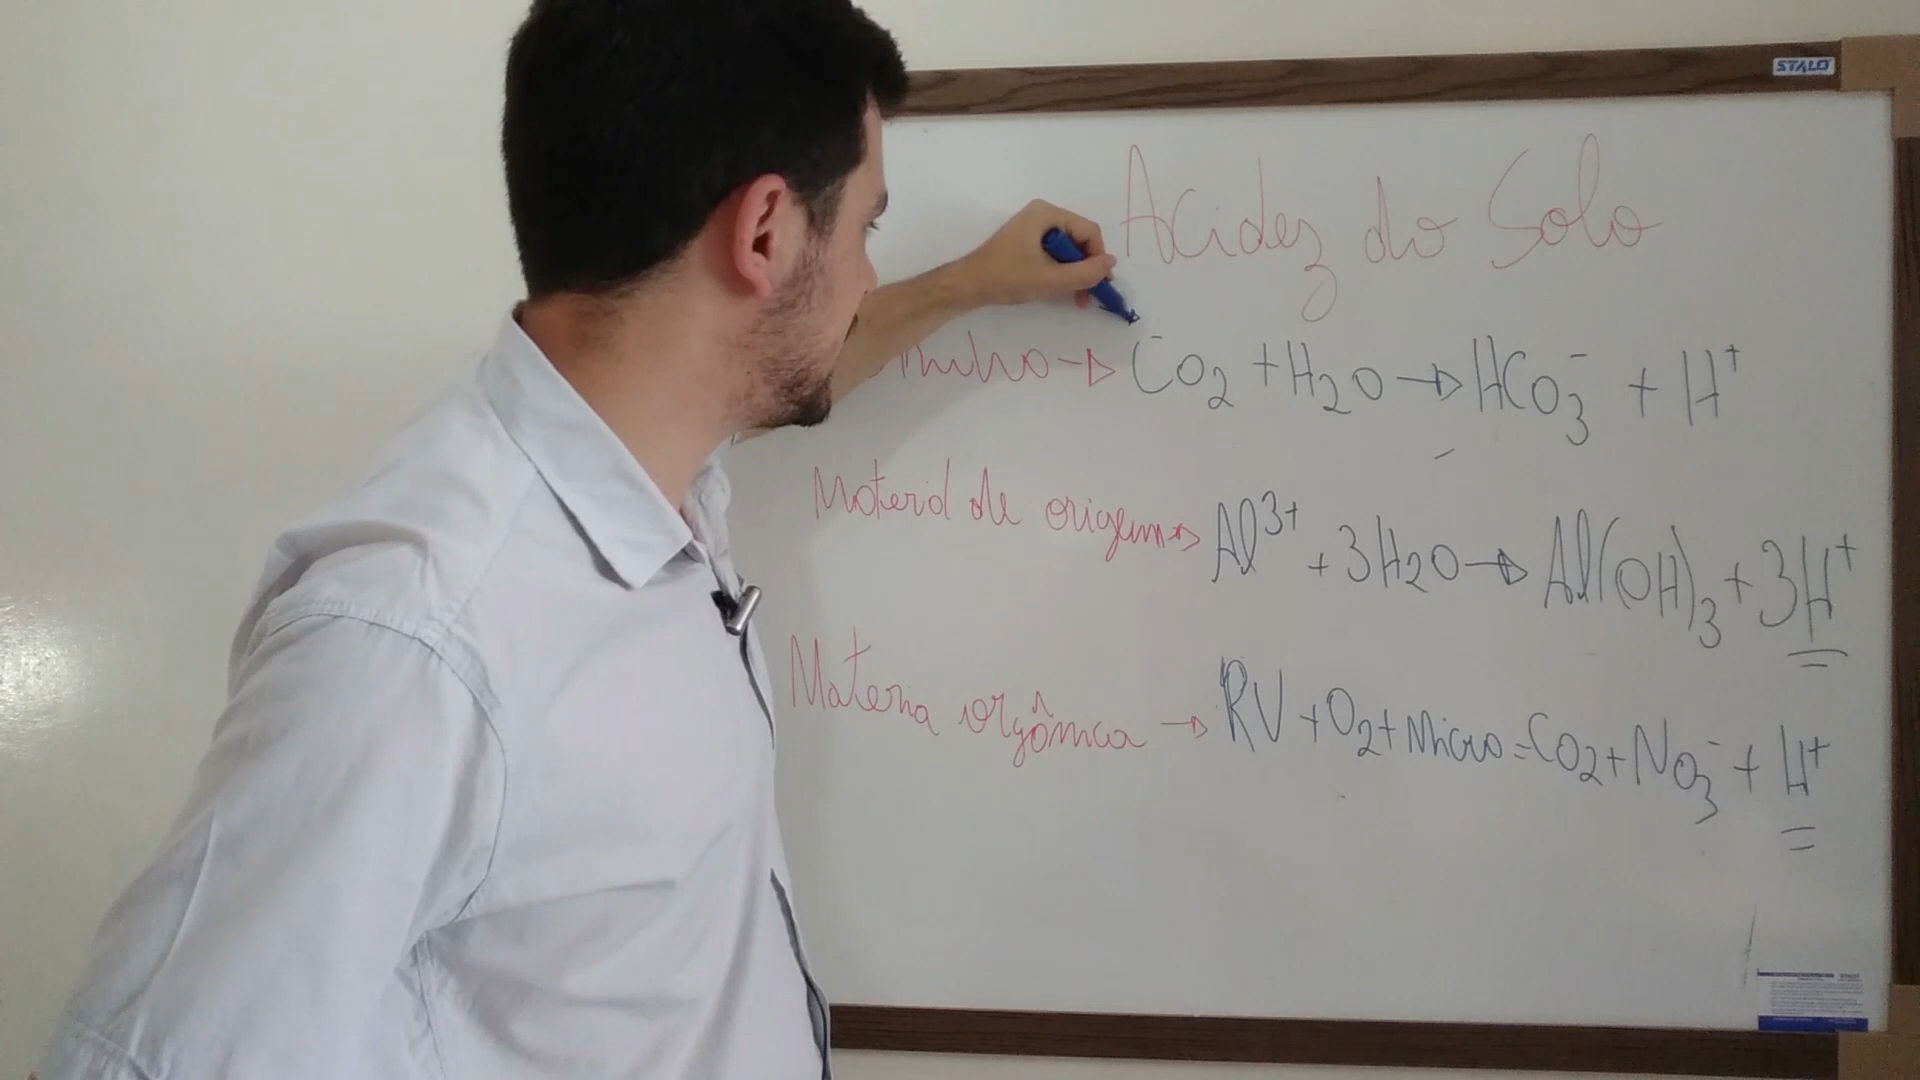 STALO
Acidez do Solo
→ CO2 + H2O → HCO3- + H+
Material de origem → Al3+ + 3H2O → Al(OH)3 + 3H+
Materia orgânica → RV + O2 + Micro = CO2 + NO3- + H+